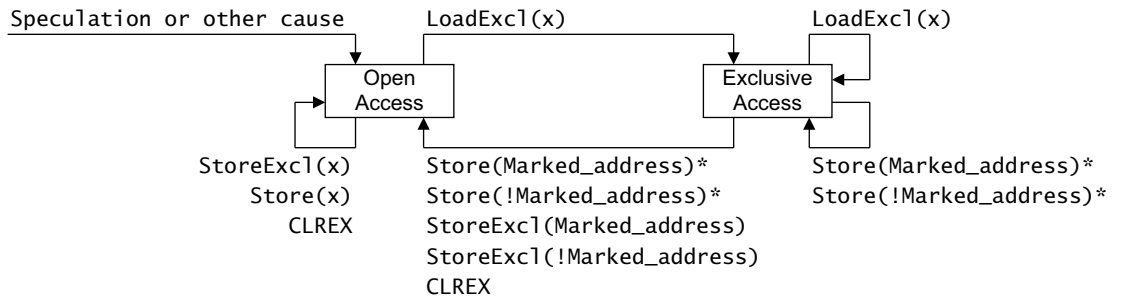 Speculation or other cause
LoadExcl(x)
LoadExcl(x)
Open
Access
Exclusive
Access
StoreExcl(x)
Store(x)
CLREX
Store(Marked_address)*
Store(!Marked_address)*
StoreExcl(Marked_address)
StoreExcl(!Marked_address)
CLREX
Store(Marked_address)*
Store(!Marked_address)*